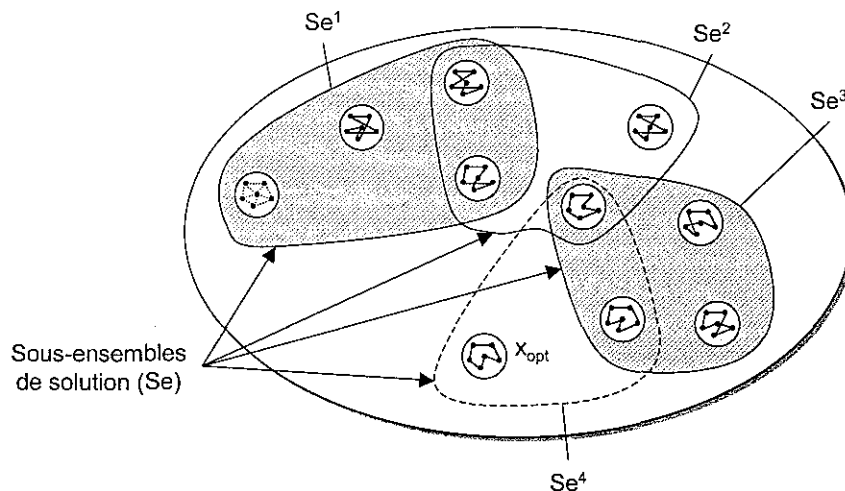 Se¹
Se²
Se³
Sous-ensembles
de solution (Se)
x_opt
Se⁴